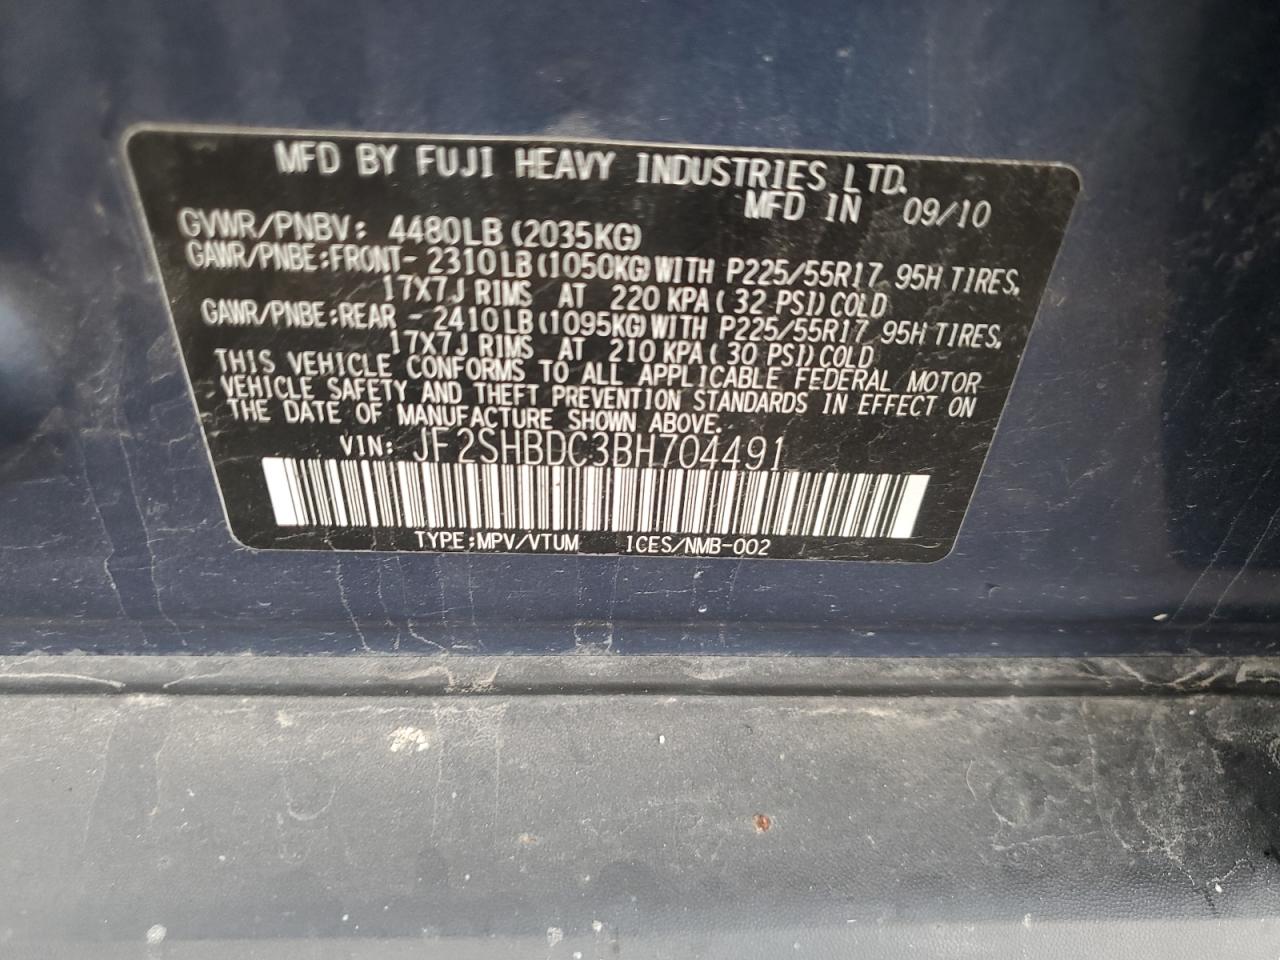 MFD BY FUJI HEAVY INDUSTRIES LTD.
MFD IN 09/10
GVWR/PNBV: 4480LB (2035KG)
GAWR/PNBE:FRONT- 2310LB(1050KG)WITH P225/55R17 95H TIRES,
17X7J RIMS AT 220 KPA( 32 PSI)COLD
GAWR/PNBE:REAR - 2410LB(1095KG)WITH P225/55R17 95H TIRES,
17X7J RIMS AT 210 KPA( 30 PSI)COLD
THIS VEHICLE CONFORMS TO ALL APPLICABLE FEDERAL MOTOR
VEHICLE SAFETY AND THEFT PREVENTION STANDARDS IN EFFECT ON
THE DATE OF MANUFACTURE SHOWN ABOVE.
VIN: JF2SHBDC3BH704491
TYPE:MPV/VTUM ICES/NMB-002